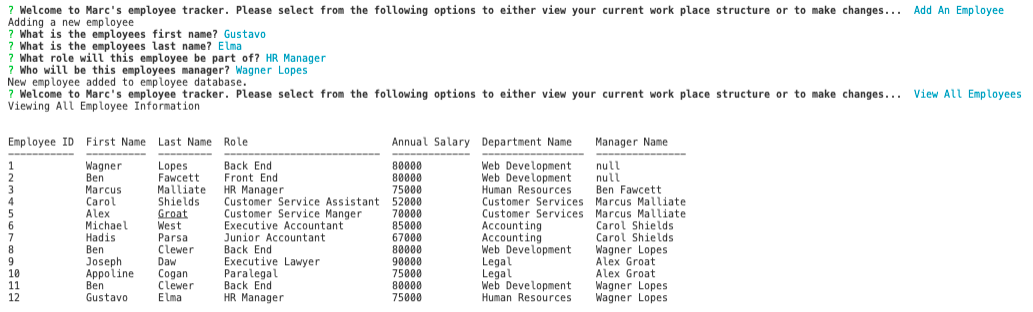 ? Welcome to Marc's employee tracker. Please select from the following options to either view your current work place structure or to make changes... Add An Employee
Adding a new employee
? What is the employees first name? Gustavo
? What is the employees last name? Elma
? What role will this employee be part of? HR Manager
? Who will be this employees manager? Wagner Lopes
New employee added to employee database.
? Welcome to Marc's employee tracker. Please select from the following options to either view your current work place structure or to make changes... View All Employees
Viewing All Employee Information
Employee ID First Name Last Name Role Annual Salary Department Name Manager Name
1 Wagner Lopes Back End 80000 Web Development null
2 Ben Fawcett Front End 80000 Web Development null
3 Marcus Malliate HR Manager 75000 Human Resources Ben Fawcett
4 Carol Shields Customer Service Assistant 52000 Customer Services Marcus Malliate
5 Alex Groat Customer Service Manger 70000 Customer Services Marcus Malliate
6 Michael West Executive Accountant 85000 Accounting Carol Shields
7 Hadis Parsa Junior Accountant 67000 Accounting Carol Shields
8 Ben Clewer Back End 80000 Web Development Wagner Lopes
9 Joseph Daw Executive Lawyer 90000 Legal Alex Groat
10 Appoline Cogan Paralegal 75000 Legal Alex Groat
11 Ben Clewer Back End 80000 Web Development Wagner Lopes
12 Gustavo Elma HR Manager 75000 Human Resources Wagner Lopes